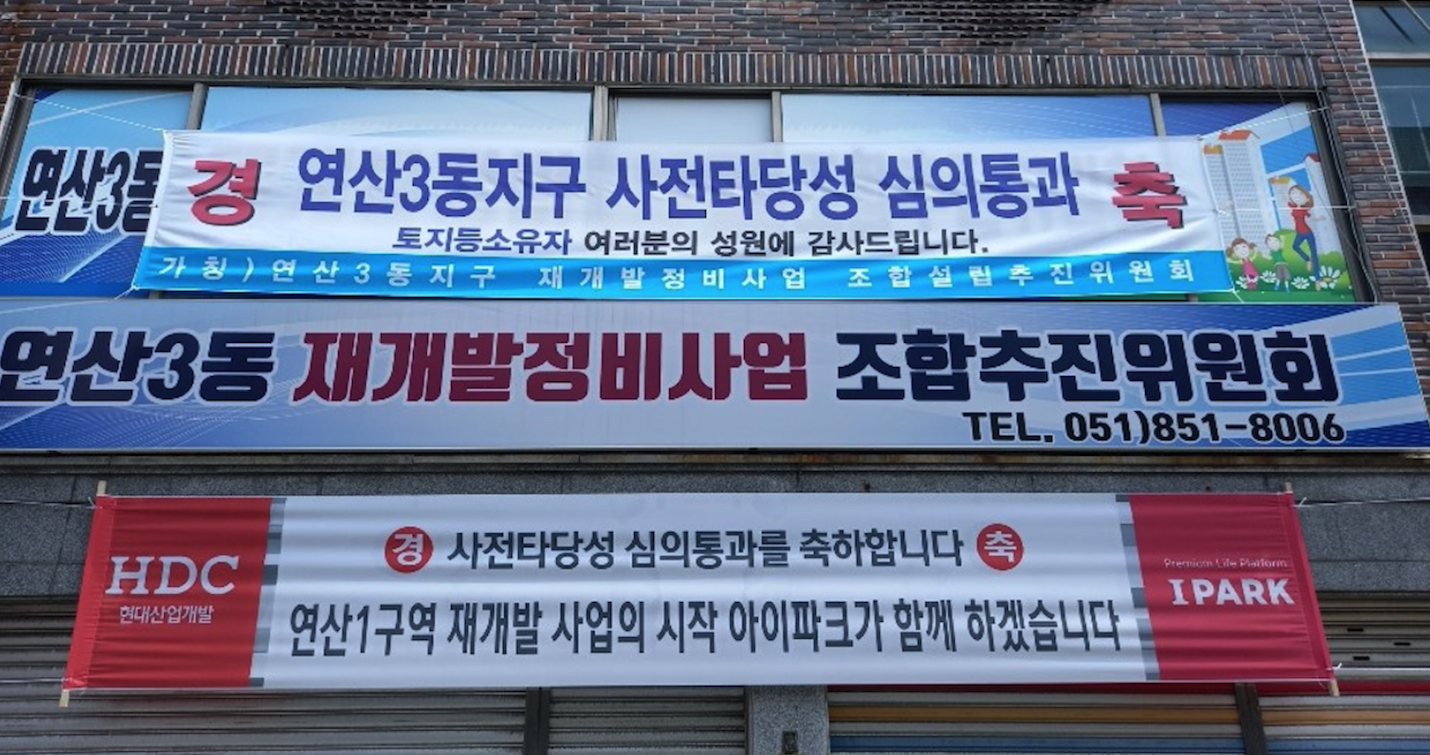 연산3동
경 연산3동지구 사전타당성 심의통과 축
토지등소유자 여러분의 성원에 감사드립니다.
가칭)연산3동지구 재개발정비사업 조합설립추진위원회
연산3동 재개발정비사업 조합추진위원회
TEL. 051)851-8006
HDC
현대산업개발
경 사전타당성 심의통과를 축하합니다 축
연산1구역 재개발 사업의 시작 아이파크가 함께 하겠습니다
Premium Life Platform
IPARK